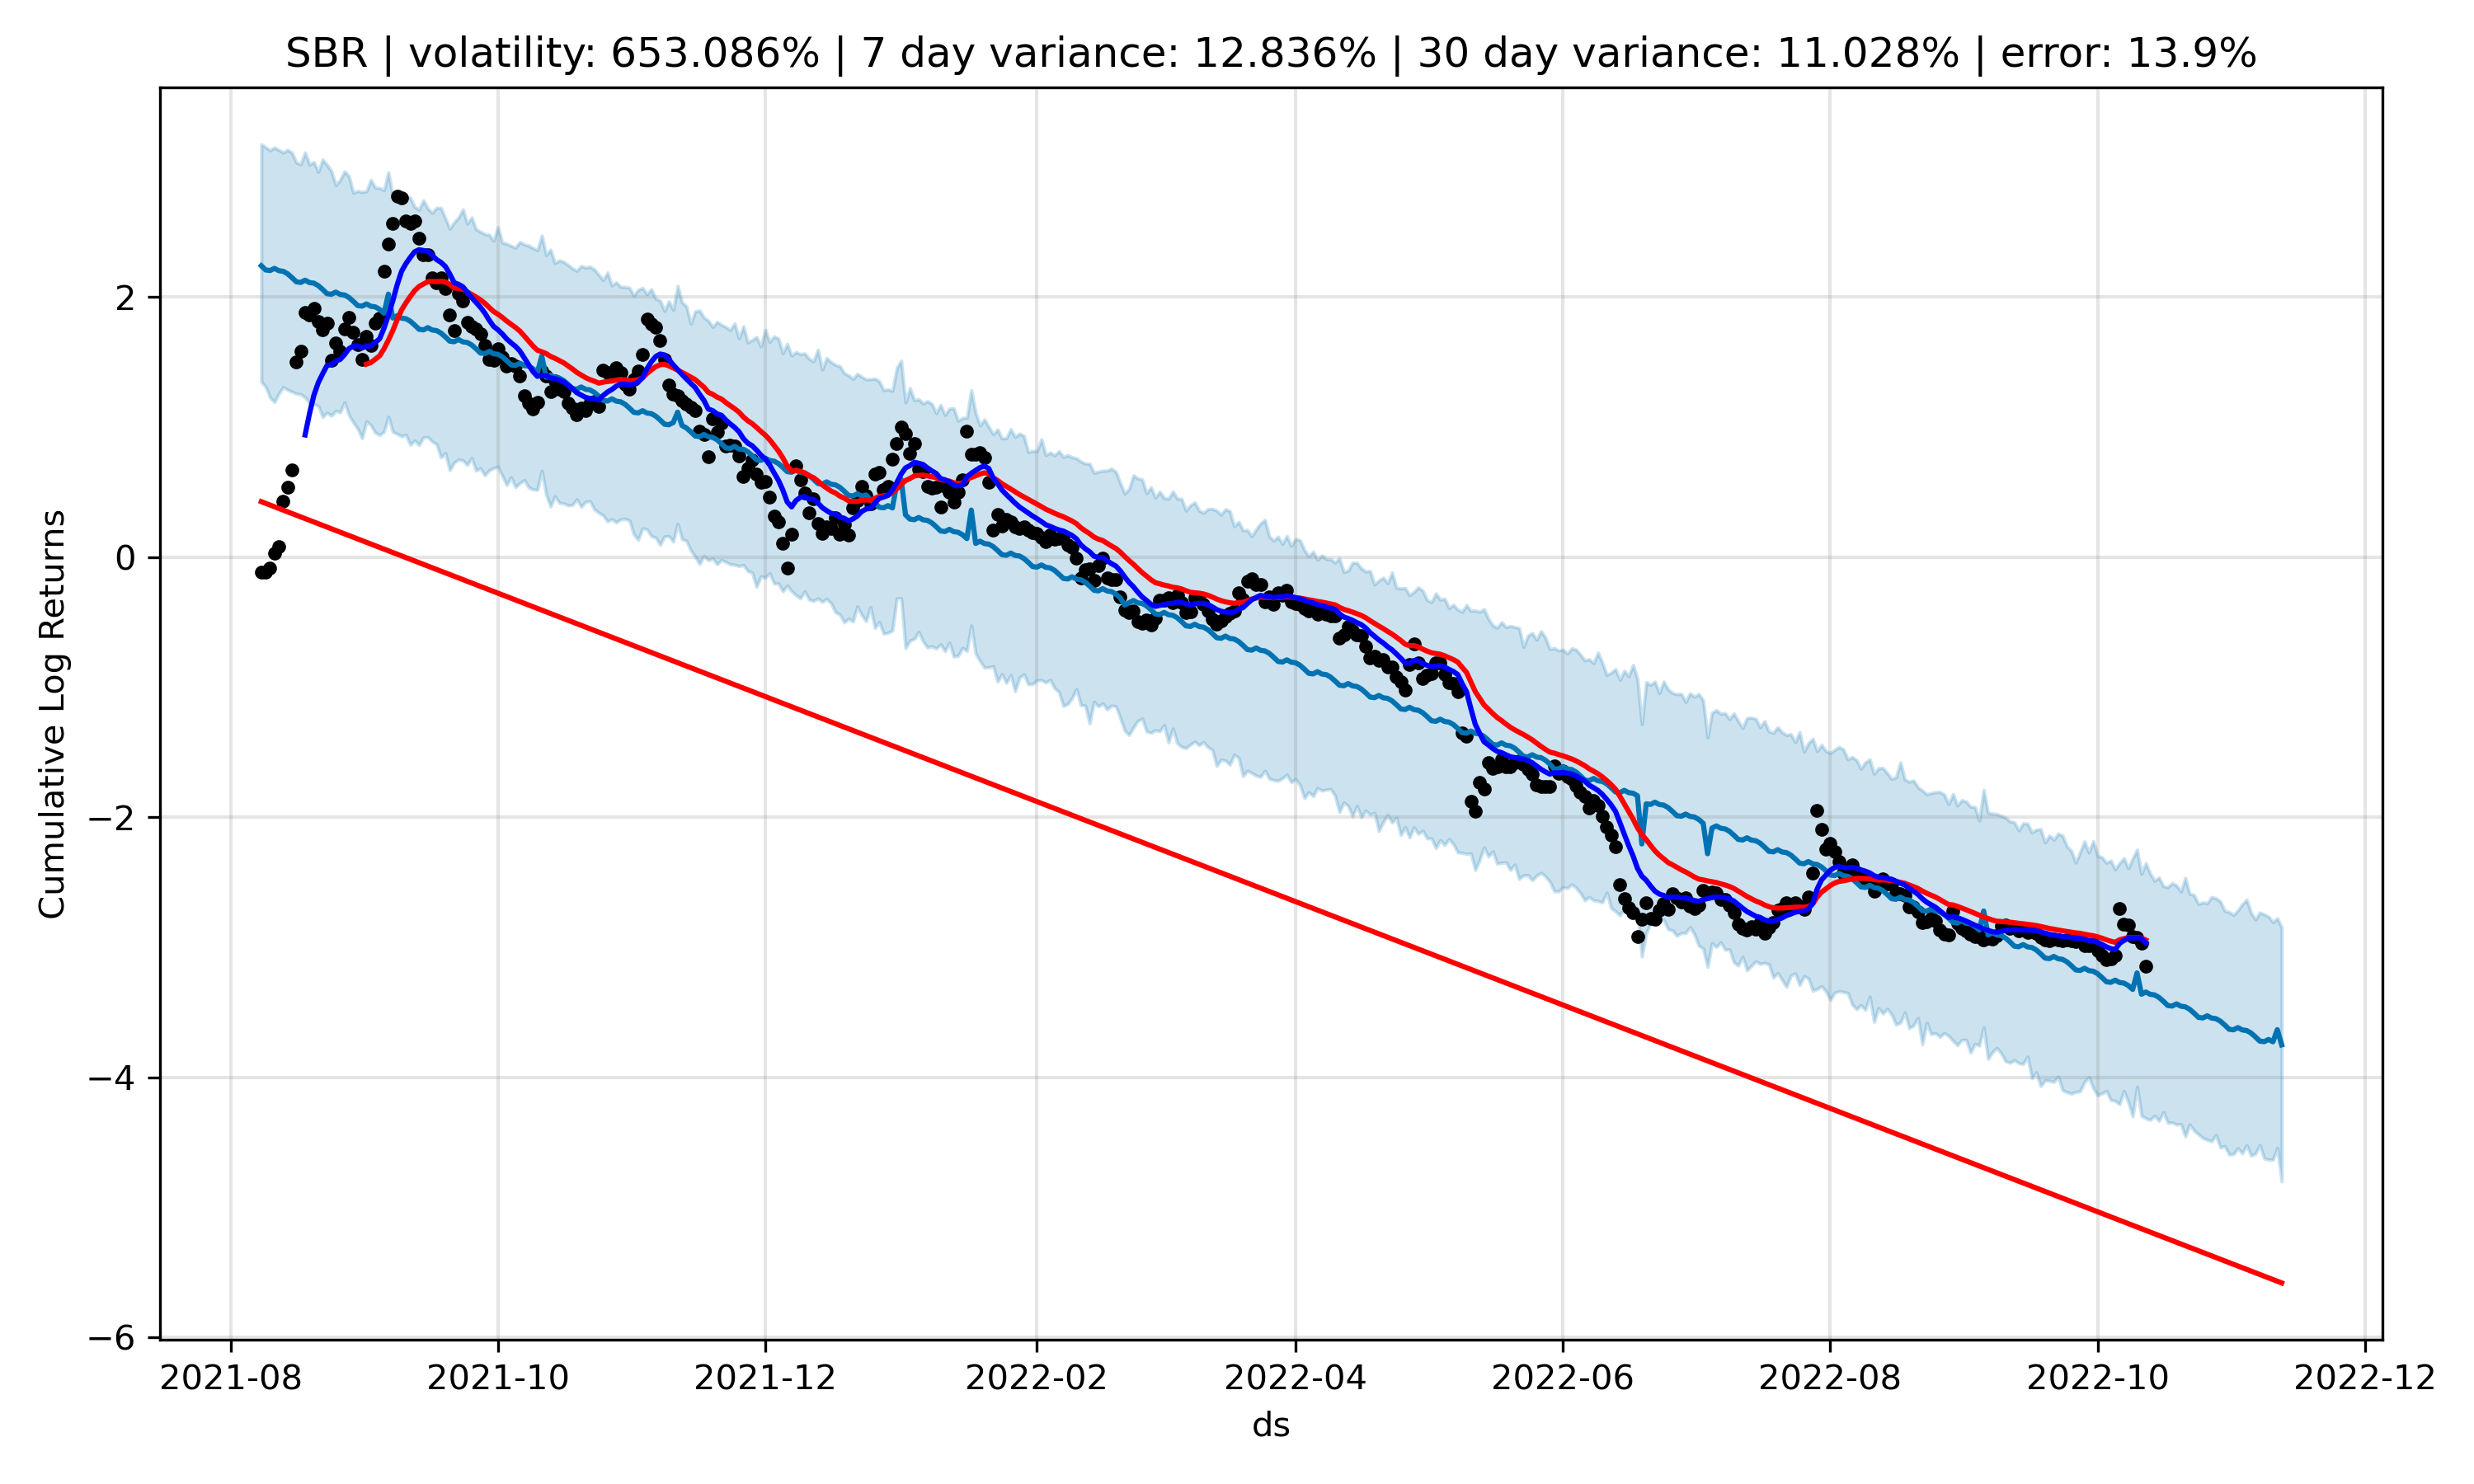 SBR | volatility: 653.086% | 7 day variance: 12.836% | 30 day variance: 11.028% | error: 13.9%
Cumulative Log Returns
2
0
−2
−4
−6
2021-08 2021-10 2021-12 2022-02 2022-04 2022-06 2022-08 2022-10 2022-12
ds